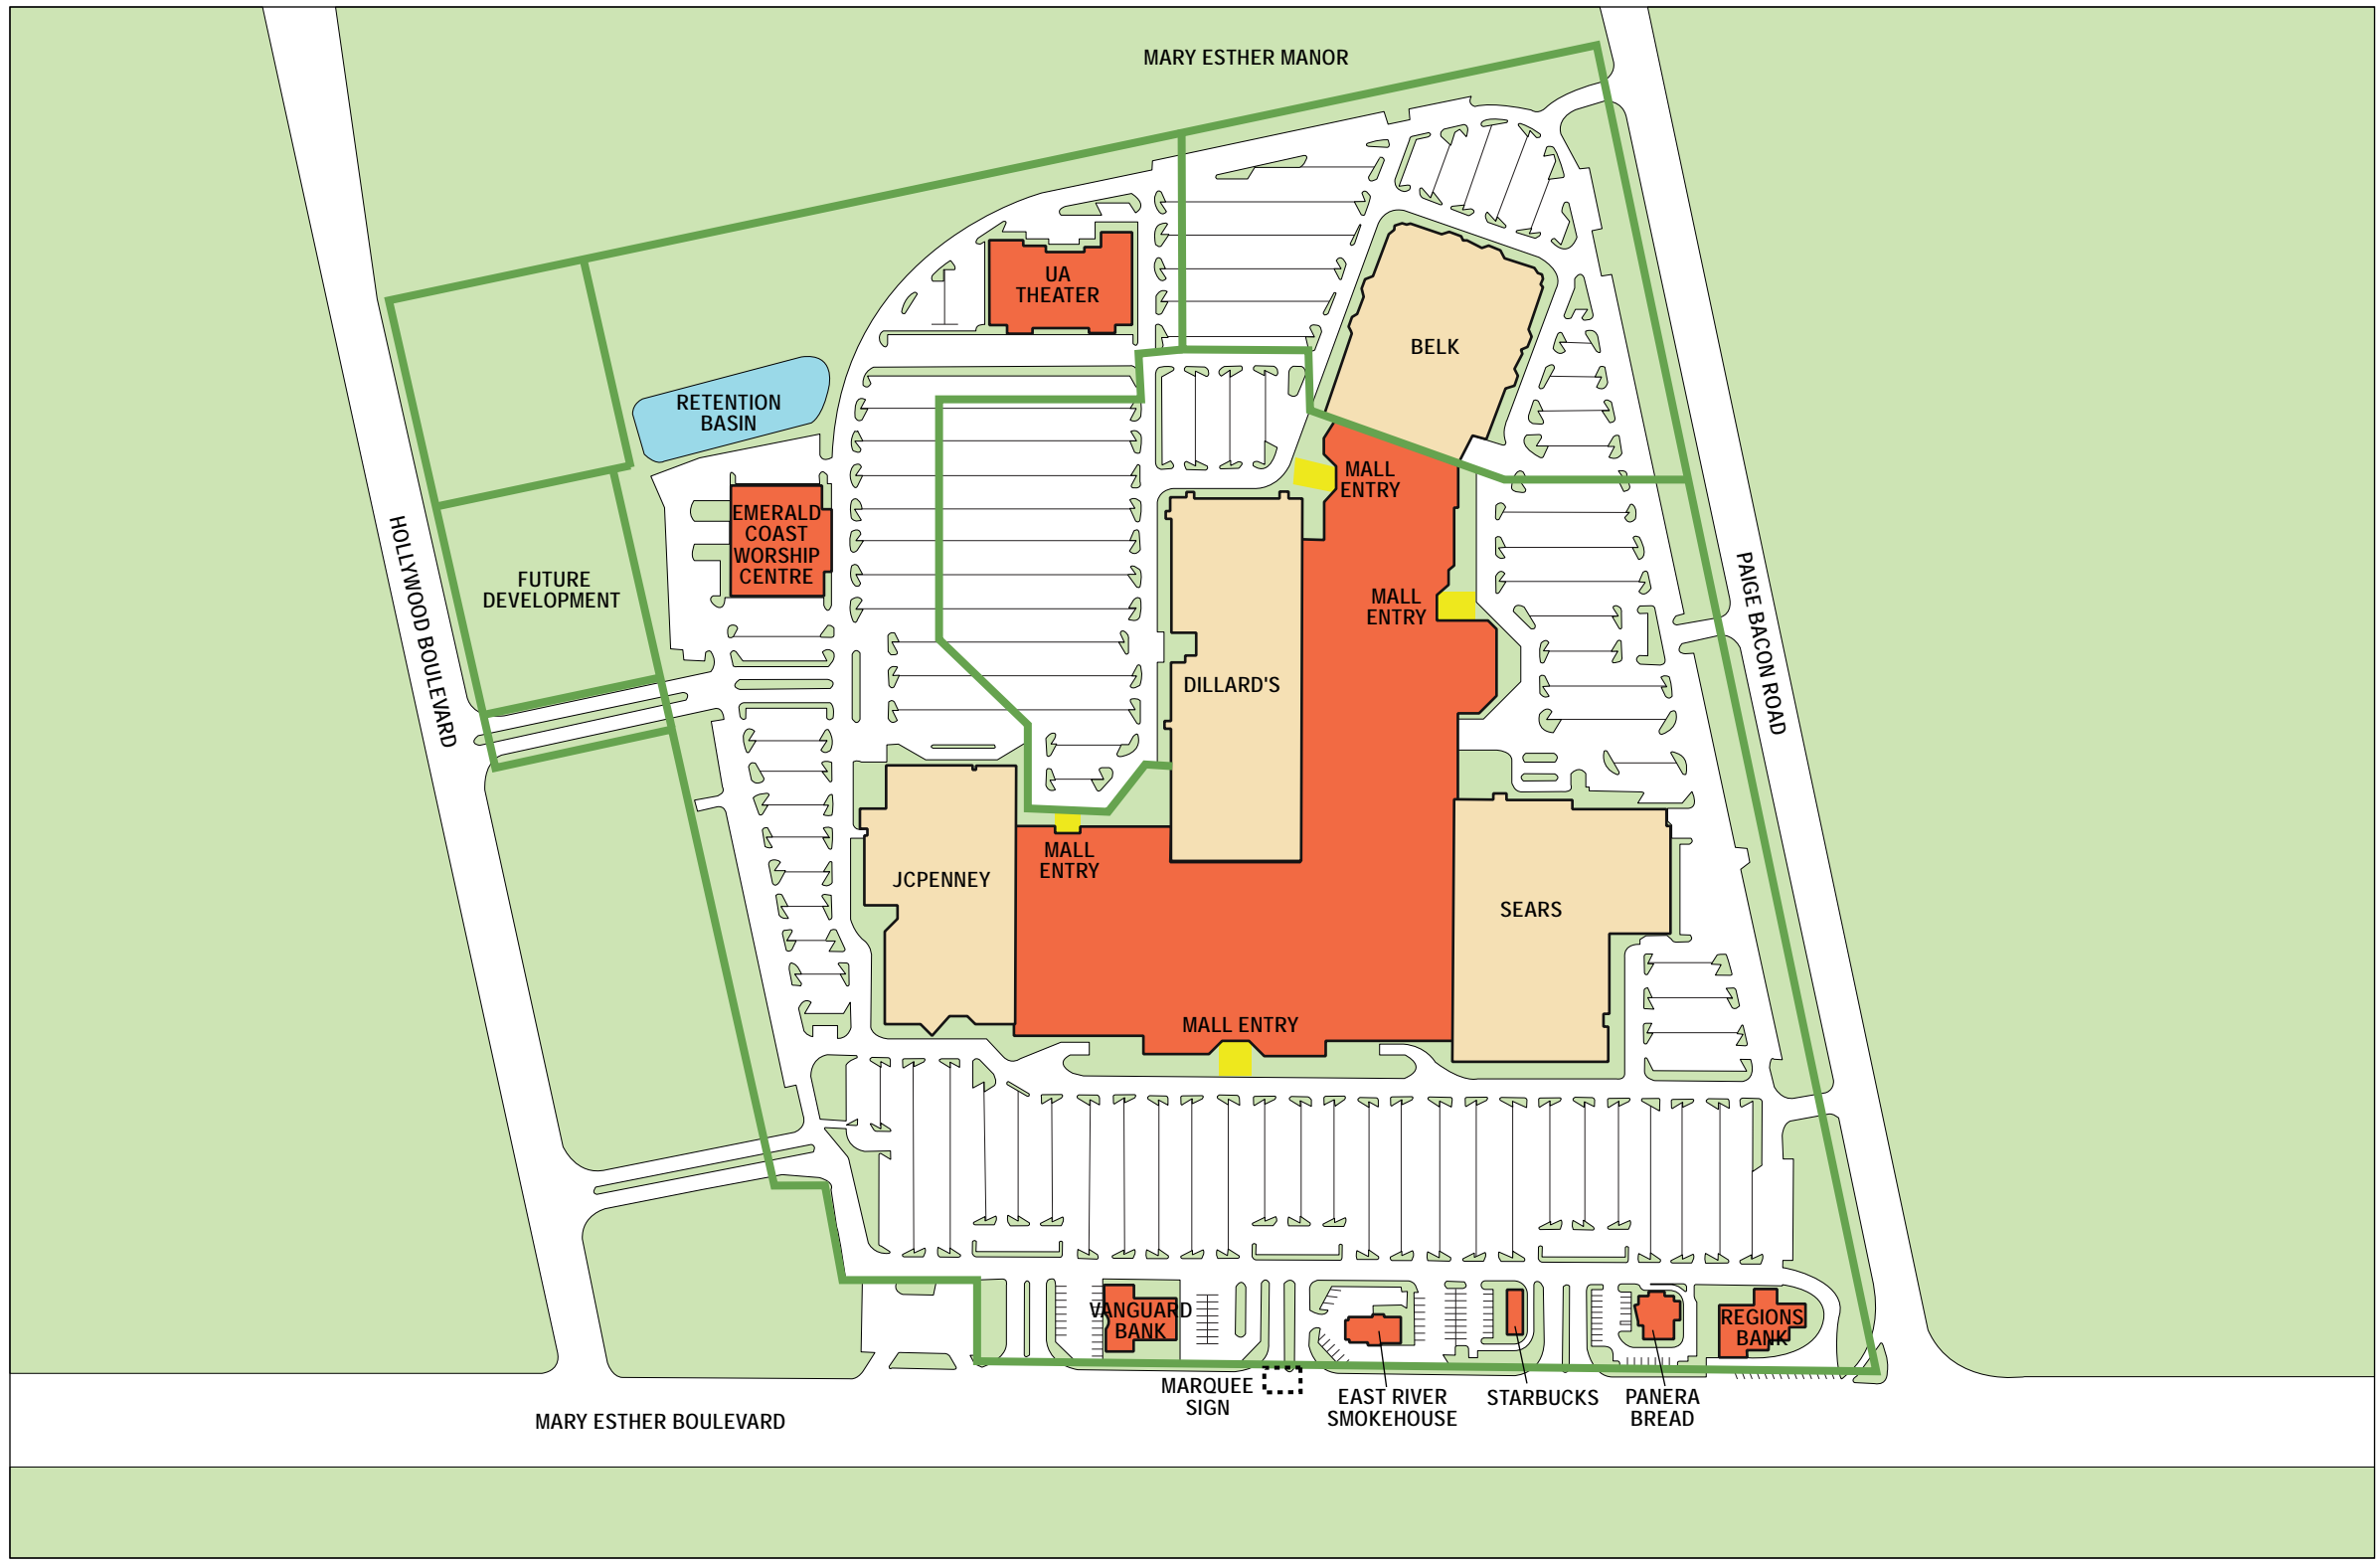 MARY ESTHER MANOR
UA
THEATER
BELK
RETENTION
BASIN
MALL
ENTRY
EMERALD
COAST
WORSHIP
CENTRE
HOLLYWOOD BOULEVARD
FUTURE
DEVELOPMENT
MALL
ENTRY
PAIGE BACON ROAD
DILLARD'S
MALL
ENTRY
JCPENNEY
SEARS
MALL ENTRY
VANGUARD
BANK
REGIONS
BANK
MARQUEE
SIGN
EAST RIVER
SMOKEHOUSE
STARBUCKS
PANERA
BREAD
MARY ESTHER BOULEVARD